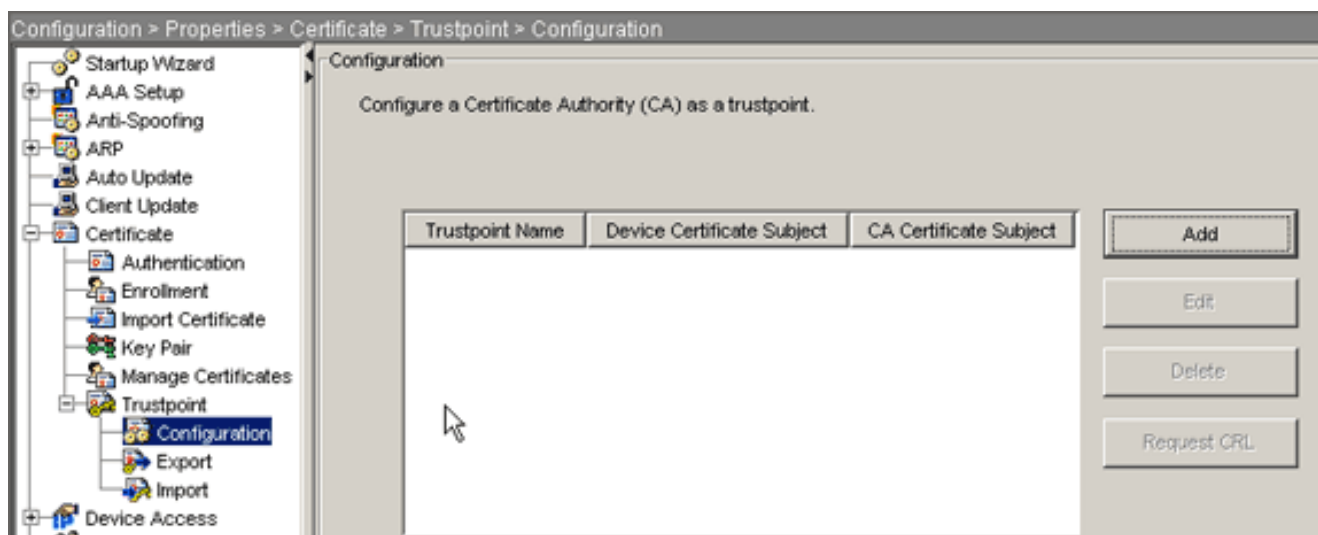 Configuration > Properties > Certificate > Trustpoint > Configuration
Startup Wizard
AAA Setup
Anti-Spoofing
ARP
Auto Update
Client Update
Certificate
Authentication
Enrollment
Import Certificate
Key Pair
Manage Certificates
Trustpoint
Configuration
Export
Import
Device Access
Configuration
Configure a Certificate Authority (CA) as a trustpoint.
Trustpoint Name Device Certificate Subject CA Certificate Subject
Add
Edit
Delete
Request CRL